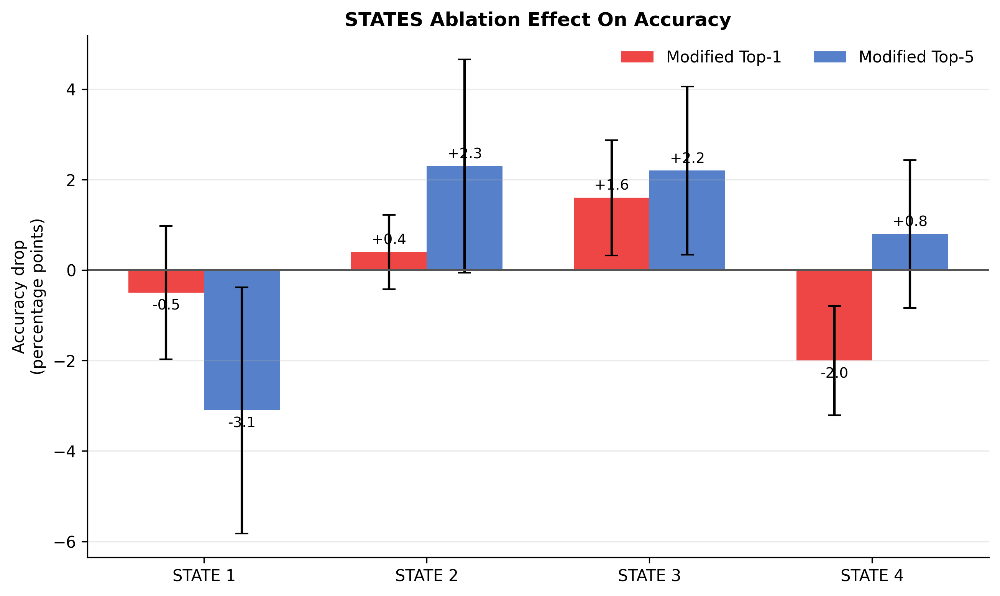 STATES Ablation Effect On Accuracy
Modified Top-1 Modified Top-5
Accuracy drop
(percentage points)
4
2
0
−2
−4
−6
-0.5
-3.1
+0.4
+2.3
+1.6
+2.2
-2.0
+0.8
STATE 1 STATE 2 STATE 3 STATE 4